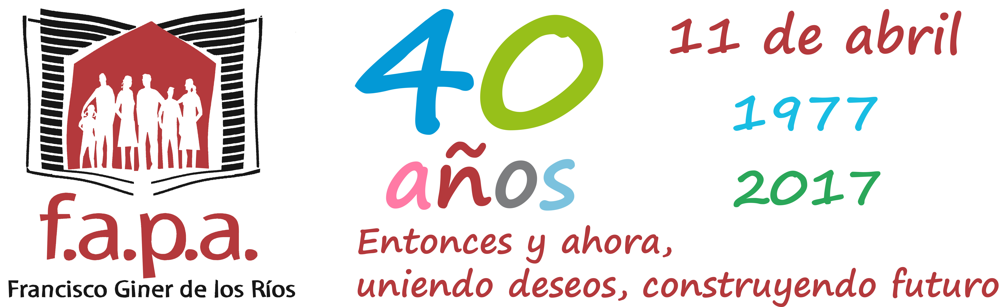 f.a.p.a.
Francisco Giner de los Ríos
40
años
11 de abril
1977
2017
Entonces y ahora,
uniendo deseos, construyendo futuro